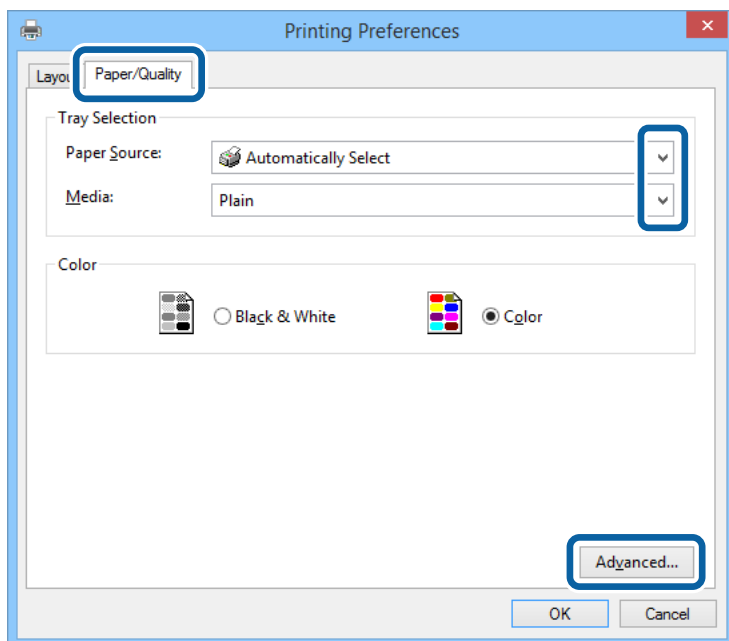 Printing Preferences
Layou
Paper/Quality
Tray Selection
Paper Source:
Automatically Select
Media:
Plain
Color
Black & White
Color
Advanced...
OK
Cancel